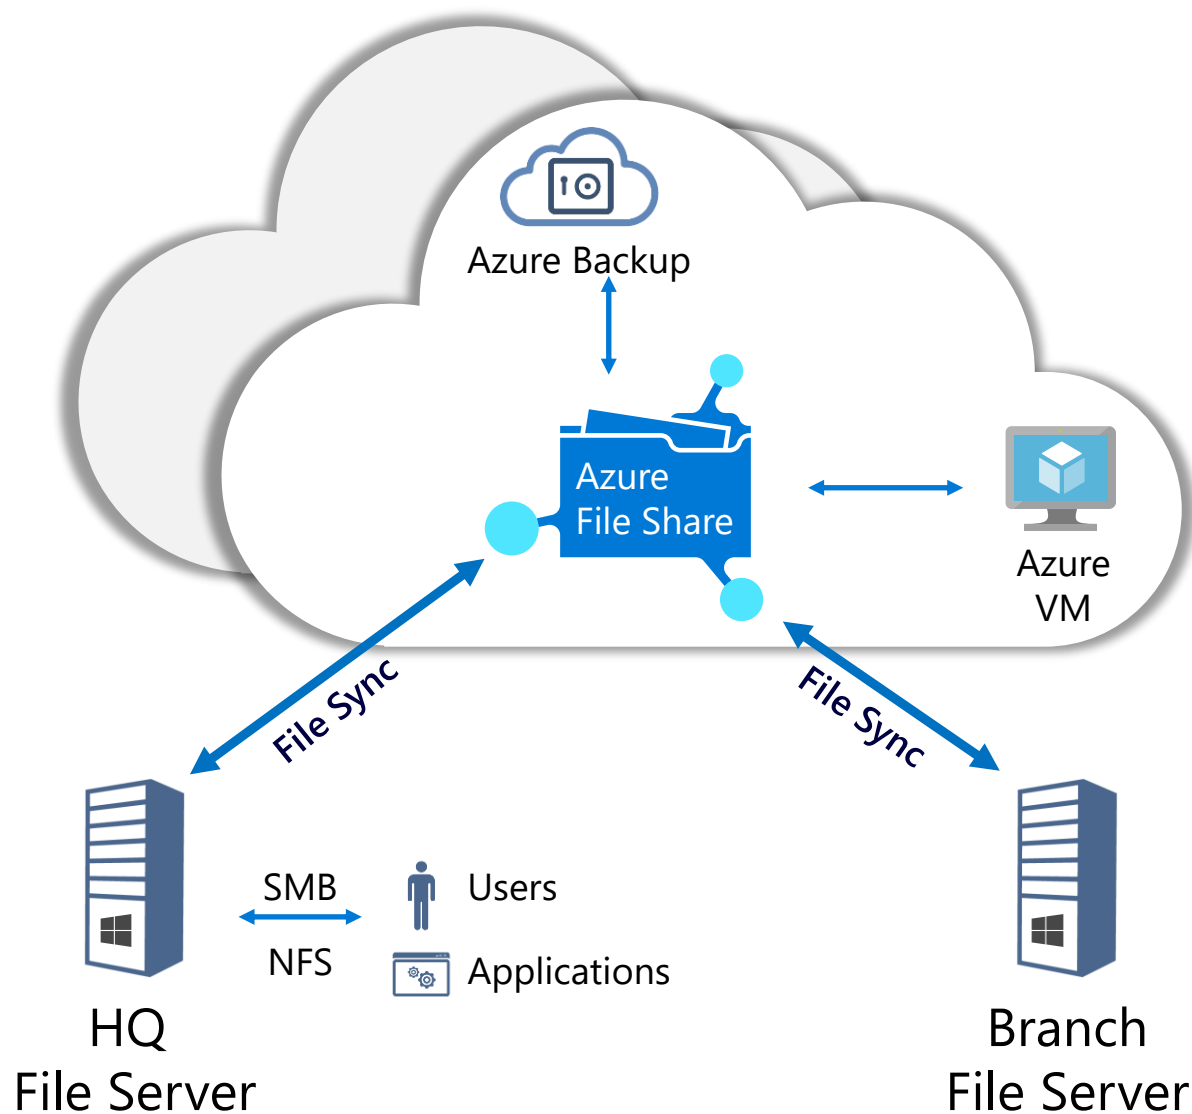 Azure Backup
Azure
File Share
Azure
VM
File Sync
File Sync
SMB
NFS
Users
Applications
HQ
File Server
Branch
File Server